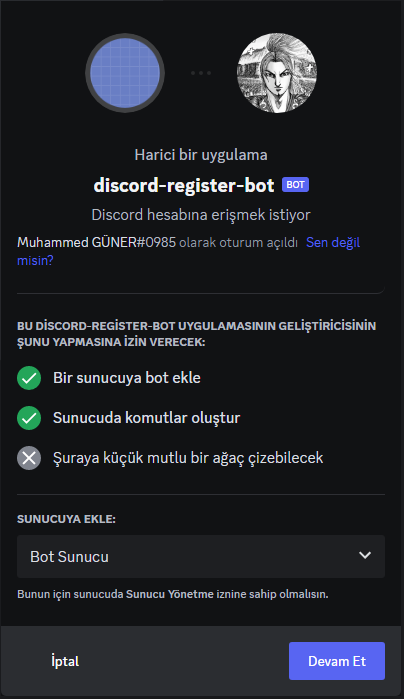 Harici bir uygulama
discord-register-bot BOT
Discord hesabına erişmek istiyor
Muhammed GÜNER#0985 olarak oturum açıldı Sen değil
misin?
BU DİSCORD-REGİSTER-BOT UYGULAMASININ GELİŞTİRİCİSİNİN
ŞUNU YAPMASINA İZİN VERECEK:
Bir sunucuya bot ekle
Sunucuda komutlar oluştur
Şuraya küçük mutlu bir ağaç çizebilecek
SUNUCUYA EKLE:
Bot Sunucu
Bunun için sunucuda Sunucu Yönetme iznine sahip olmalısın.
İptal
Devam Et